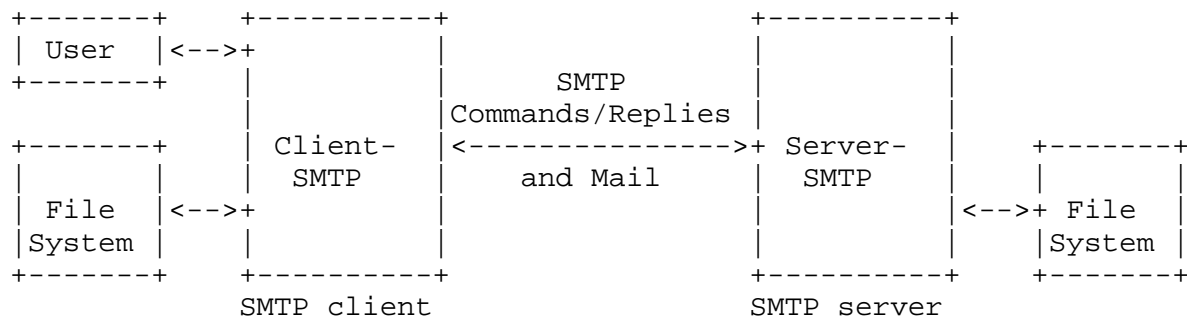 User
SMTP
Commands/Replies
Client-
SMTP
and Mail
Server-
SMTP
File
System
File
System
SMTP client
SMTP server